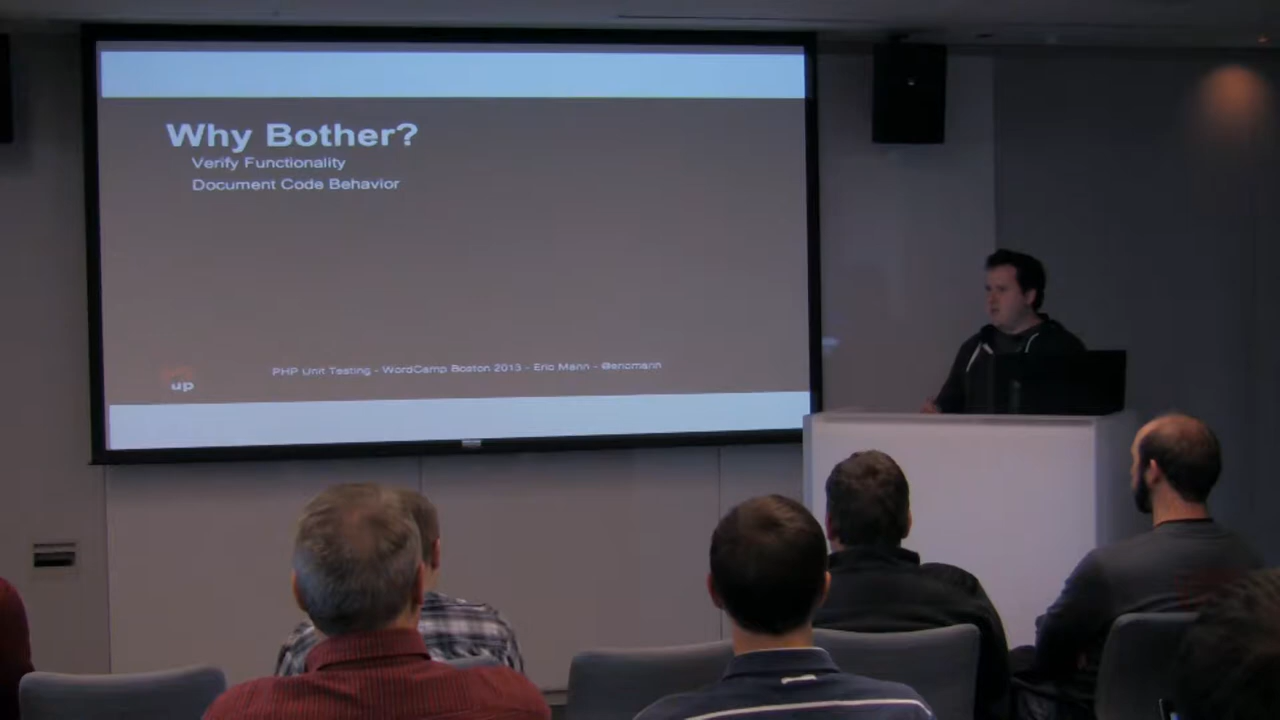 Why Bother?
Verify Functionality
Document Code Behavior
PHP Unit Testing - WordCamp Boston 2013 - Eric Mann - @ericmann
up